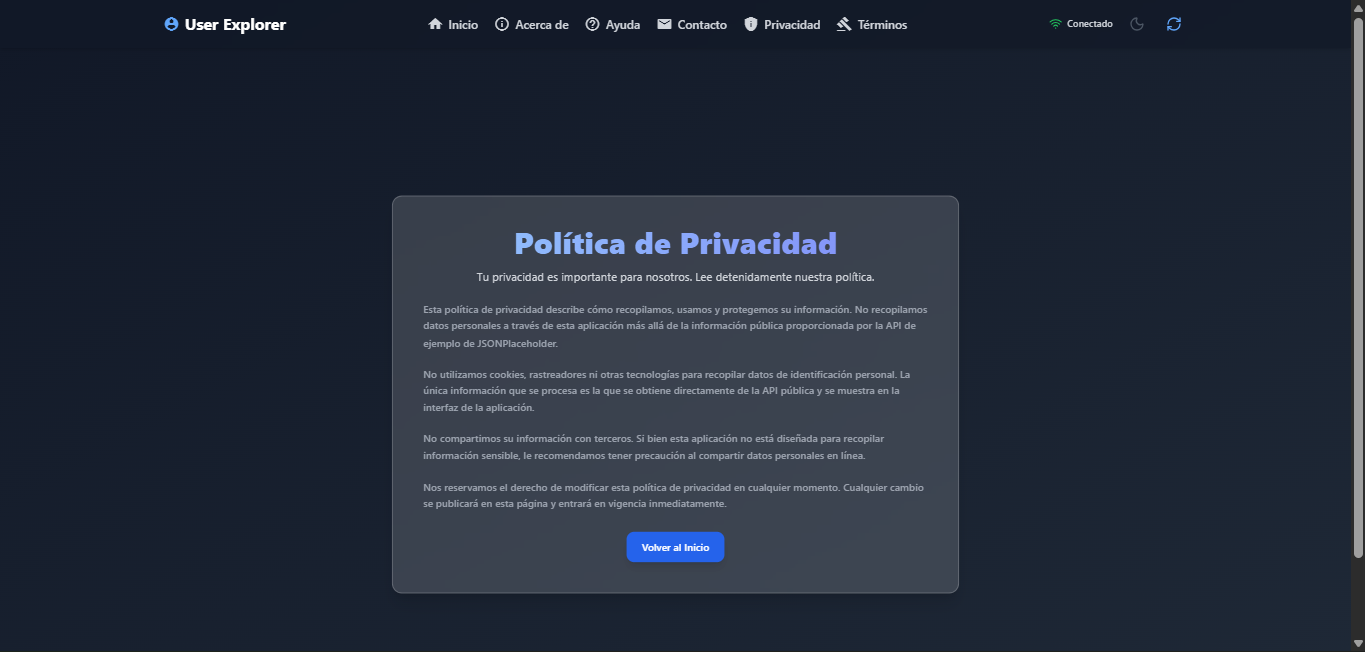 User Explorer
Inicio
Acerca de
Ayuda
Contacto
Privacidad
Términos
Conectado
Política de Privacidad
Tu privacidad es importante para nosotros. Lee detenidamente nuestra política.
Esta política de privacidad describe cómo recopilamos, usamos y protegemos su información. No recopilamos
datos personales a través de esta aplicación más allá de la información pública proporcionada por la API de
ejemplo de JSONPlaceholder.
No utilizamos cookies, rastreadores ni otras tecnologías para recopilar datos de identificación personal. La
única información que se procesa es la que se obtiene directamente de la API pública y se muestra en la
interfaz de la aplicación.
No compartimos su información con terceros. Si bien esta aplicación no está diseñada para recopilar
información sensible, le recomendamos tener precaución al compartir datos personales en línea.
Nos reservamos el derecho de modificar esta política de privacidad en cualquier momento. Cualquier cambio
se publicará en esta página y entrará en vigencia inmediatamente.
Volver al Inicio